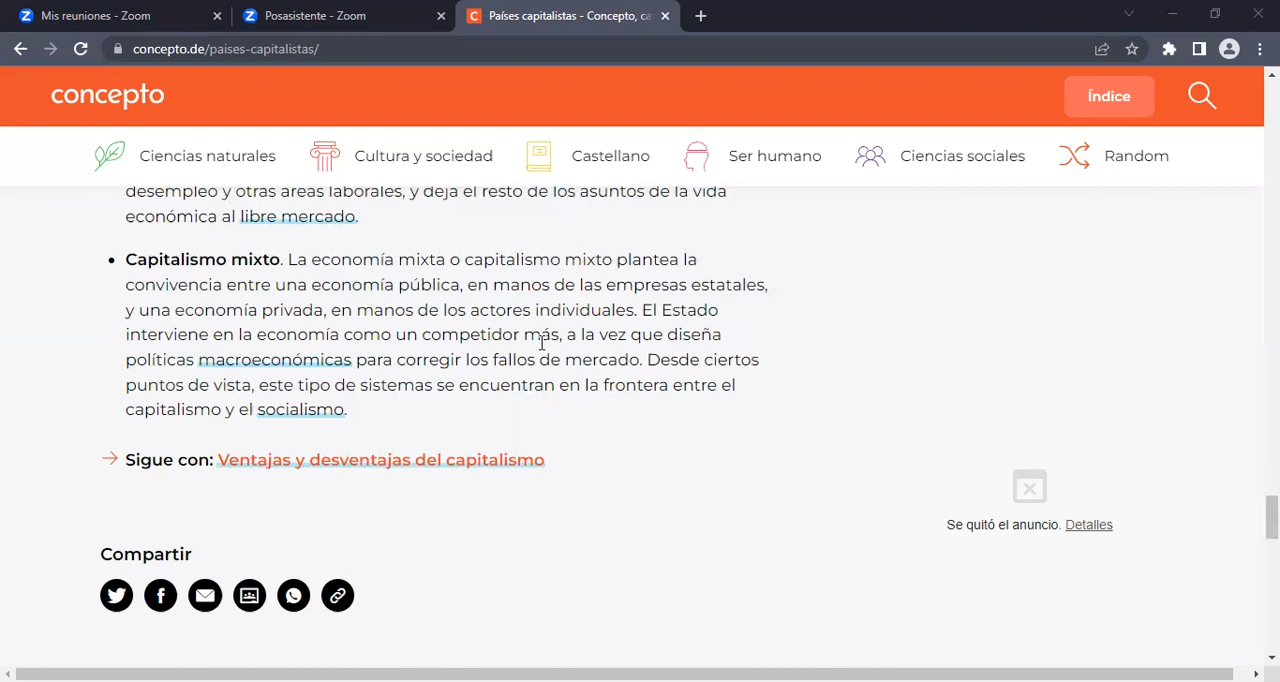 Mis reuniones - Zoom
Posasistente - Zoom
Países capitalistas - Concepto, ca
concepto.de/paises-capitalistas/
concepto
Índice
Ciencias naturales
Cultura y sociedad
Castellano
Ser humano
Ciencias sociales
Random
desempleo y otras áreas laborales, y deja el resto de los asuntos de la vida
económica al libre mercado.
• Capitalismo mixto. La economía mixta o capitalismo mixto plantea la
convivencia entre una economía pública, en manos de las empresas estatales,
y una economía privada, en manos de los actores individuales. El Estado
interviene en la economía como un competidor más, a la vez que diseña
políticas macroeconómicas para corregir los fallos de mercado. Desde ciertos
puntos de vista, este tipo de sistemas se encuentran en la frontera entre el
capitalismo y el socialismo.
Sigue con: Ventajas y desventajas del capitalismo
Se quitó el anuncio. Detalles
Compartir